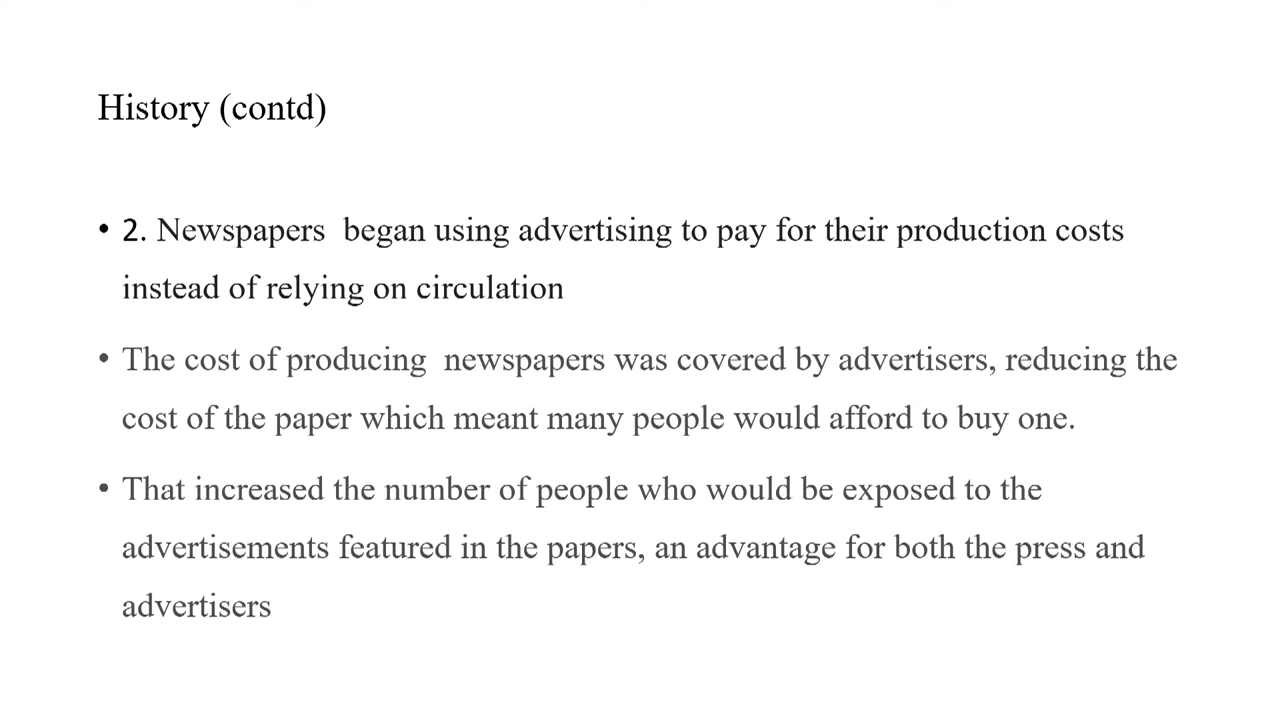 History (contd)
• 2. Newspapers  began using advertising to pay for their production costs
instead of relying on circulation
• The cost of producing  newspapers was covered by advertisers, reducing the
cost of the paper which meant many people would afford to buy one.
• That increased the number of people who would be exposed to the
advertisements featured in the papers, an advantage for both the press and
advertisers